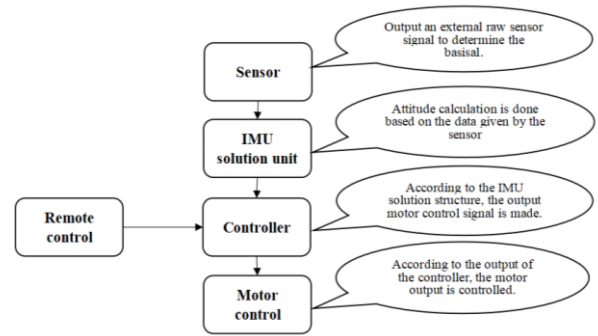 Output an external raw sensor
signal to determine the
basisal.
Sensor
Attitude calculation is done
based on the data given by the
sensor
IMU
solution unit
According to the IMU
solution structure, the output
motor control signal is made.
Remote
control
Controller
According to the output of
the controller, the motor
output is controlled.
Motor
control